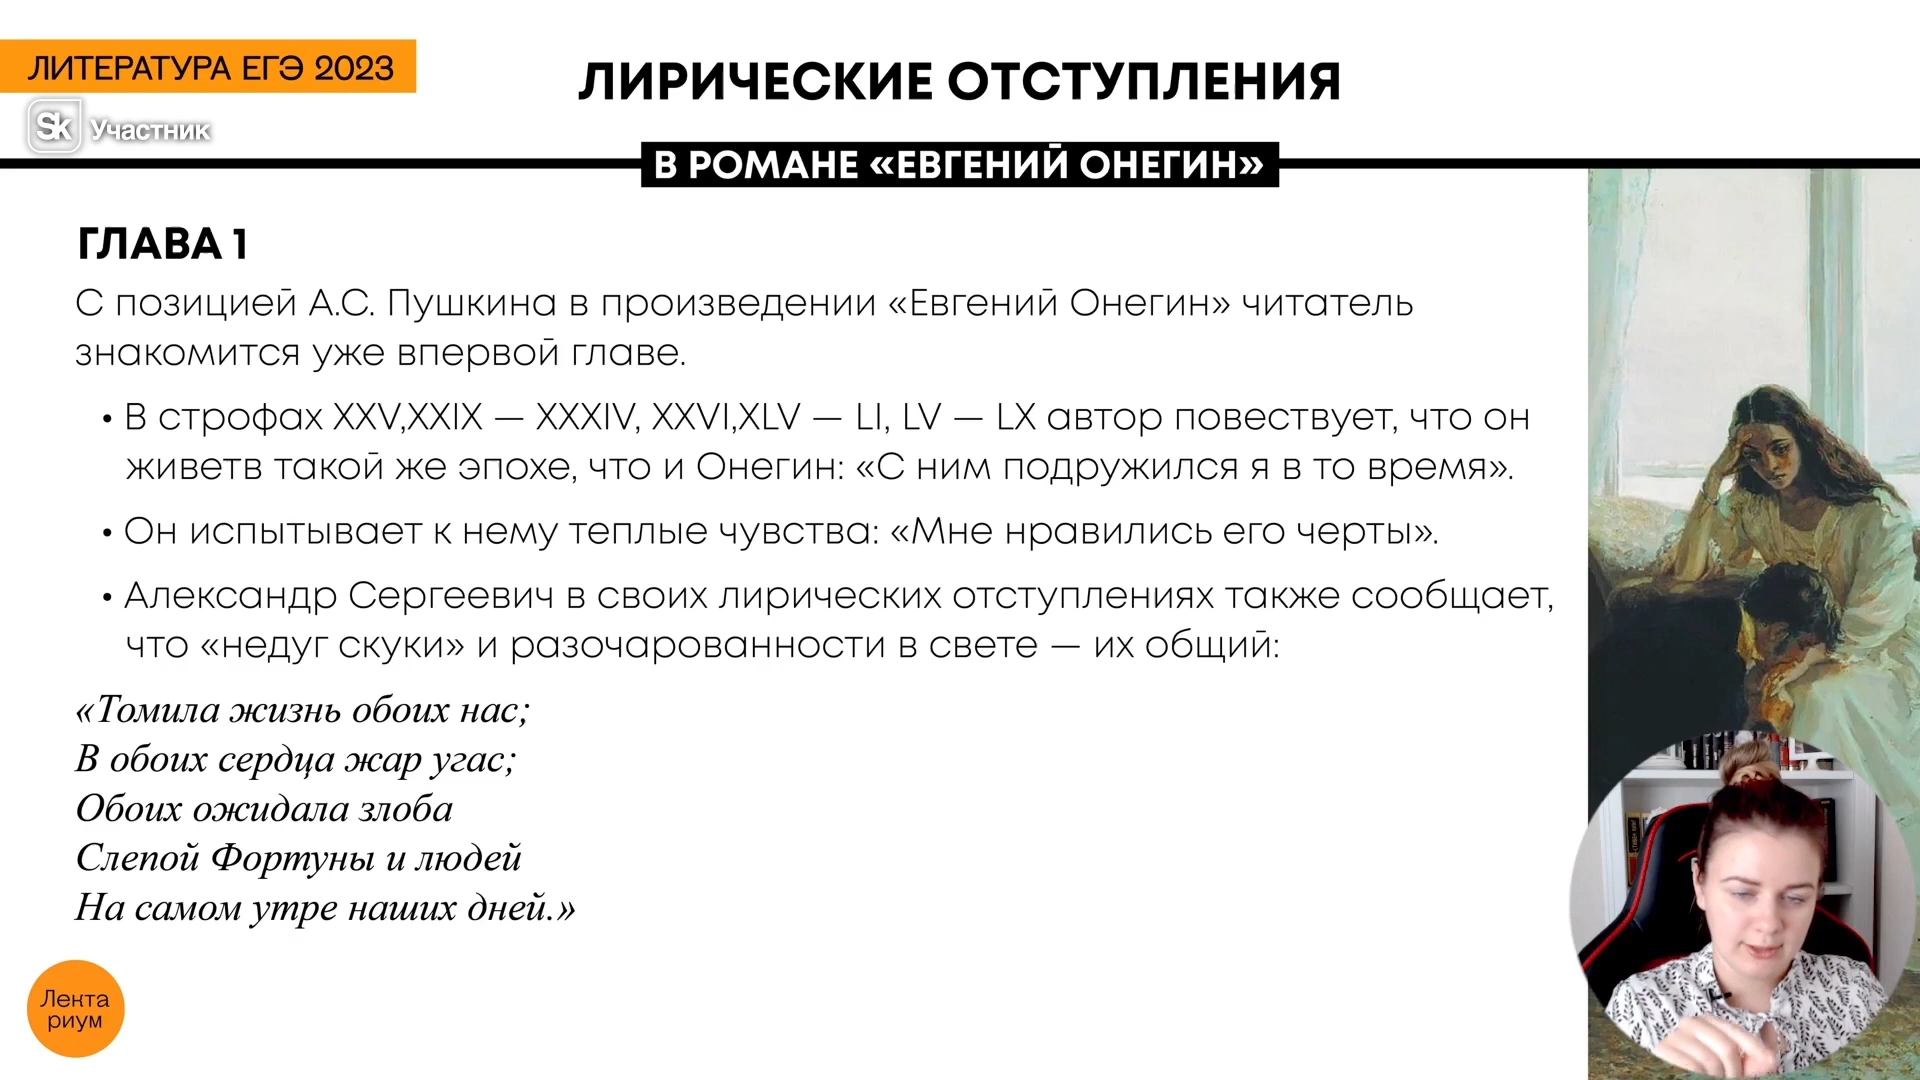 ЛИТЕРАТУРА ЕГЭ 2023
Sk Участник
ЛИРИЧЕСКИЕ ОТСТУПЛЕНИЯ
В РОМАНЕ «ЕВГЕНИЙ ОНЕГИН»
ГЛАВА 1
С позицией А.С. Пушкина в произведении «Евгений Онегин» читатель
знакомится уже впервой главе.
• В строфах XXV,XXIX — XXXIV, XXVI,XLV — LI, LV — LX автор повествует, что он
живетв такой же эпохе, что и Онегин: «С ним подружился я в то время».
• Он испытывает к нему теплые чувства: «Мне нравились его черты».
• Александр Сергеевич в своих лирических отступлениях также сообщает,
что «недуг скуки» и разочарованности в свете — их общий:
«Томила жизнь обоих нас;
В обоих сердца жар угас;
Обоих ожидала злоба
Слепой Фортуны и людей
На самом утре наших дней.»
Лекта
риум